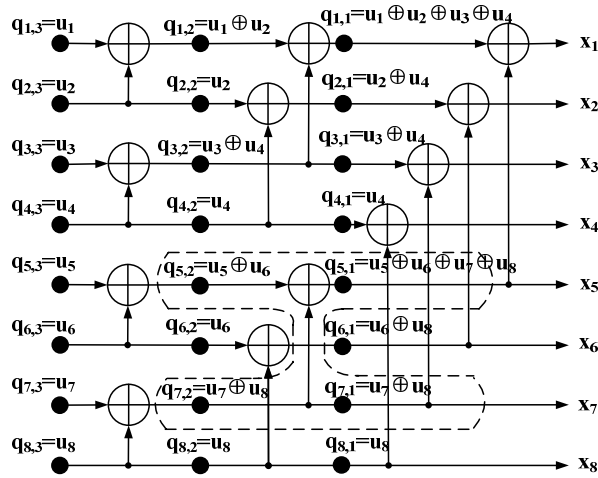 q1,3=u1 q1,2=u1⊕u2 q1,1=u1⊕u2⊕u3⊕u4 x1
q2,3=u2 q2,2=u2 q2,1=u2⊕u4 x2
q3,3=u3 q3,2=u3⊕u4 q3,1=u3⊕u4 x3
q4,3=u4 q4,2=u4 q4,1=u4 x4
q5,3=u5 q5,2=u5⊕u6 q5,1=u5⊕u6⊕u7⊕u8 x5
q6,3=u6 q6,2=u6 q6,1=u6⊕u8 x6
q7,3=u7 q7,2=u7⊕u8 q7,1=u7⊕u8 x7
q8,3=u8 q8,2=u8 q8,1=u8 x8